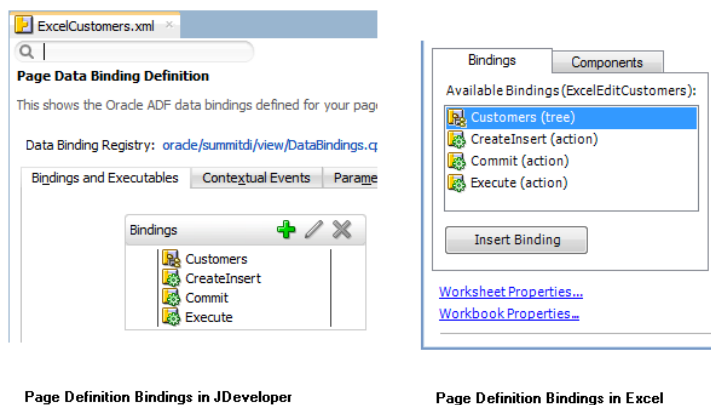 ExcelCustomers.xml
Page Data Binding Definition
This shows the Oracle ADF data bindings defined for your page
Data Binding Registry: oracle/summitdi/view/DataBindings.cp
Bindings and Executables Contextual Events Parame
Bindings
Customers
CreateInsert
Commit
Execute
Page Definition Bindings in JDeveloper
Bindings Components
Available Bindings (ExcelEditCustomers):
Customers (tree)
CreateInsert (action)
Commit (action)
Execute (action)
Insert Binding
Worksheet Properties...
Workbook Properties...
Page Definition Bindings in Excel